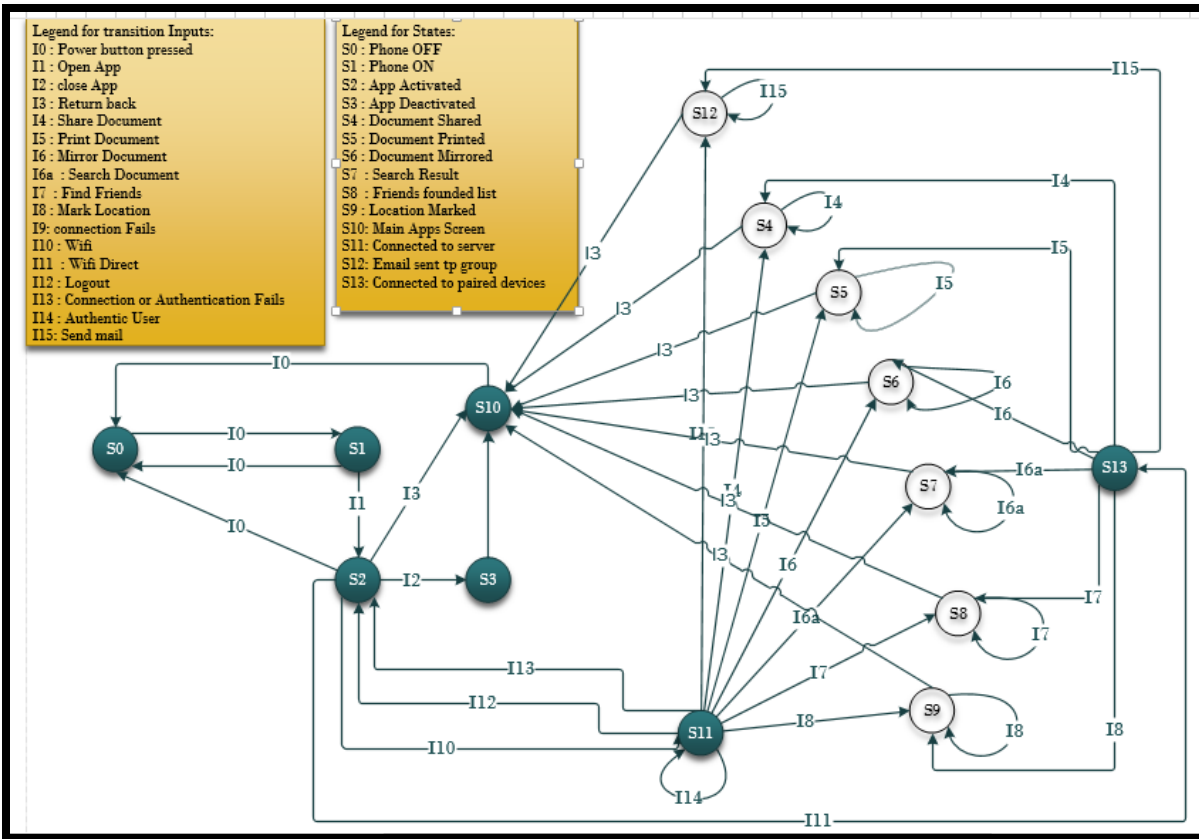 Legend for transition Inputs:
I0 : Power button pressed
I1 : Open App
I2 : close App
I3 : Return back
I4 : Share Document
I5 : Print Document
I6 : Mirror Document
I6a : Search Document
I7 : Find Friends
I8 : Mark Location
I9: connection Fails
I10 : Wifi
I11 : Wifi Direct
I12 : Logout
I13 : Connection or Authentication Fails
I14 : Authentic User
I15: Send mail
Legend for States:
S0 : Phone OFF
S1 : Phone ON
S2 : App Activated
S3 : App Deactivated
S4 : Document Shared
S5 : Document Printed
S6 : Document Mirrored
S7 : Search Result
S8 : Friends founded list
S9 : Location Marked
S10: Main Apps Screen
S11: Connected to server
S12: Email sent tp group
S13: Connected to paired devices
I15
I15
S12
I4
I4
S4
I3
I5
I5
S5
I3
I3
I0
S6
I6
I3
I6
S10
I0
S0
S1
I3
I0
S13
I6a
S7
I6a
I1
I3
I4
I3
I0
I5
I3
I6
S2
I2
S3
I7
S8
I6a
I7
I13
I7
I12
S9
I8
I8
I8
S11
I10
I14
I11